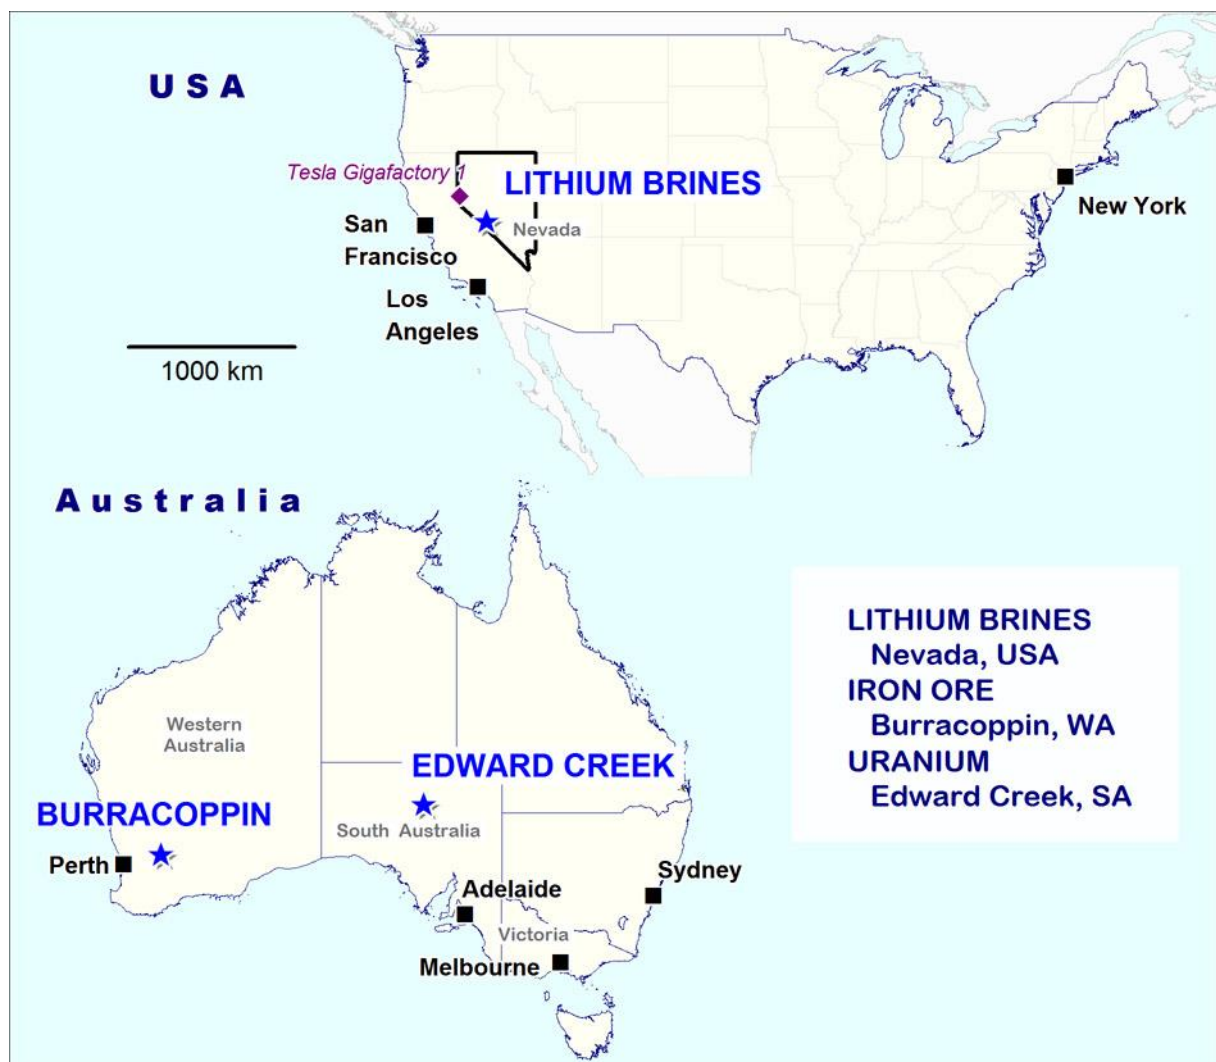 USA
Tesla Gigafactory 1
LITHIUM BRINES
Nevada
San
Francisco
Los
Angeles
New York
1000 km
Australia
Western
Australia
EDWARD CREEK
BURRACOPPIN
South Australia
Perth
Adelaide
Sydney
Victoria
Melbourne
LITHIUM BRINES
Nevada, USA
IRON ORE
Burracoppin, WA
URANIUM
Edward Creek, SA